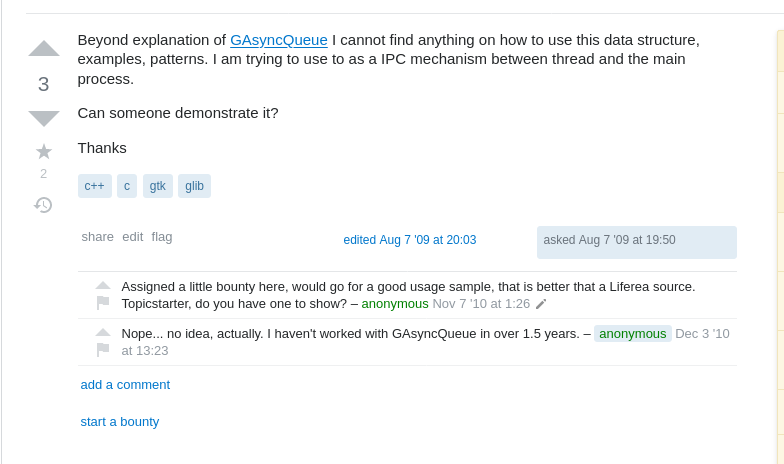 Beyond explanation of GAsyncQueue I cannot find anything on how to use this data structure,
examples, patterns. I am trying to use to as a IPC mechanism between thread and the main
process.
3
Can someone demonstrate it?
Thanks
2
c++ c gtk glib
share edit flag
edited Aug 7 '09 at 20:03
asked Aug 7 '09 at 19:50
Assigned a little bounty here, would go for a good usage sample, that is better that a Liferea source.
Topicstarter, do you have one to show? – anonymous Nov 7 '10 at 1:26
Nope... no idea, actually. I haven't worked with GAsyncQueue in over 1.5 years. – anonymous Dec 3 '10
at 13:23
add a comment
start a bounty